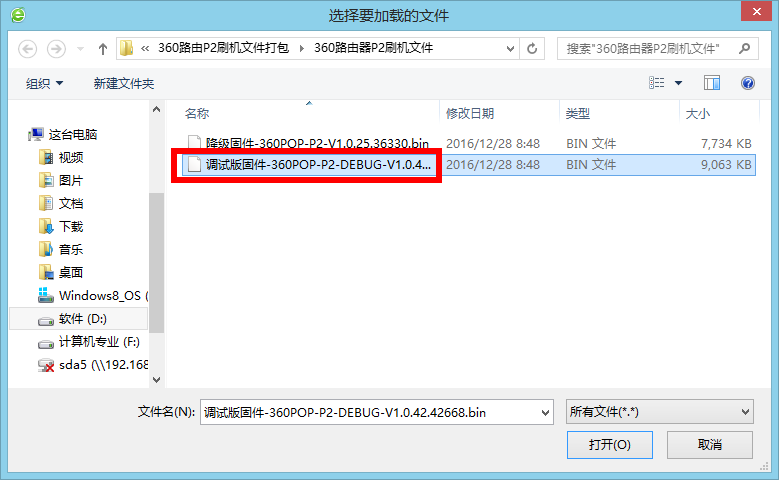 选择要加载的文件
« 360路由P2刷机文件打包 › 360路由器P2刷机文件
搜索"360路由器P2刷机文件"
组织 新建文件夹
名称 修改日期 类型 大小
降级固件-360POP-P2-V1.0.25.36330.bin 2016/12/28 8:48 BIN 文件 7,734 KB
调试版固件-360POP-P2-DEBUG-V1.0.4... 2016/12/28 8:48 BIN 文件 9,063 KB
这台电脑
视频
图片
文档
下载
音乐
桌面
Windows8_OS (
软件 (D:)
计算机专业 (F:)
sda5 (\\192.168
文件名(N): 调试版固件-360POP-P2-DEBUG-V1.0.42.42668.bin 所有文件(*.*)
打开(O) 取消